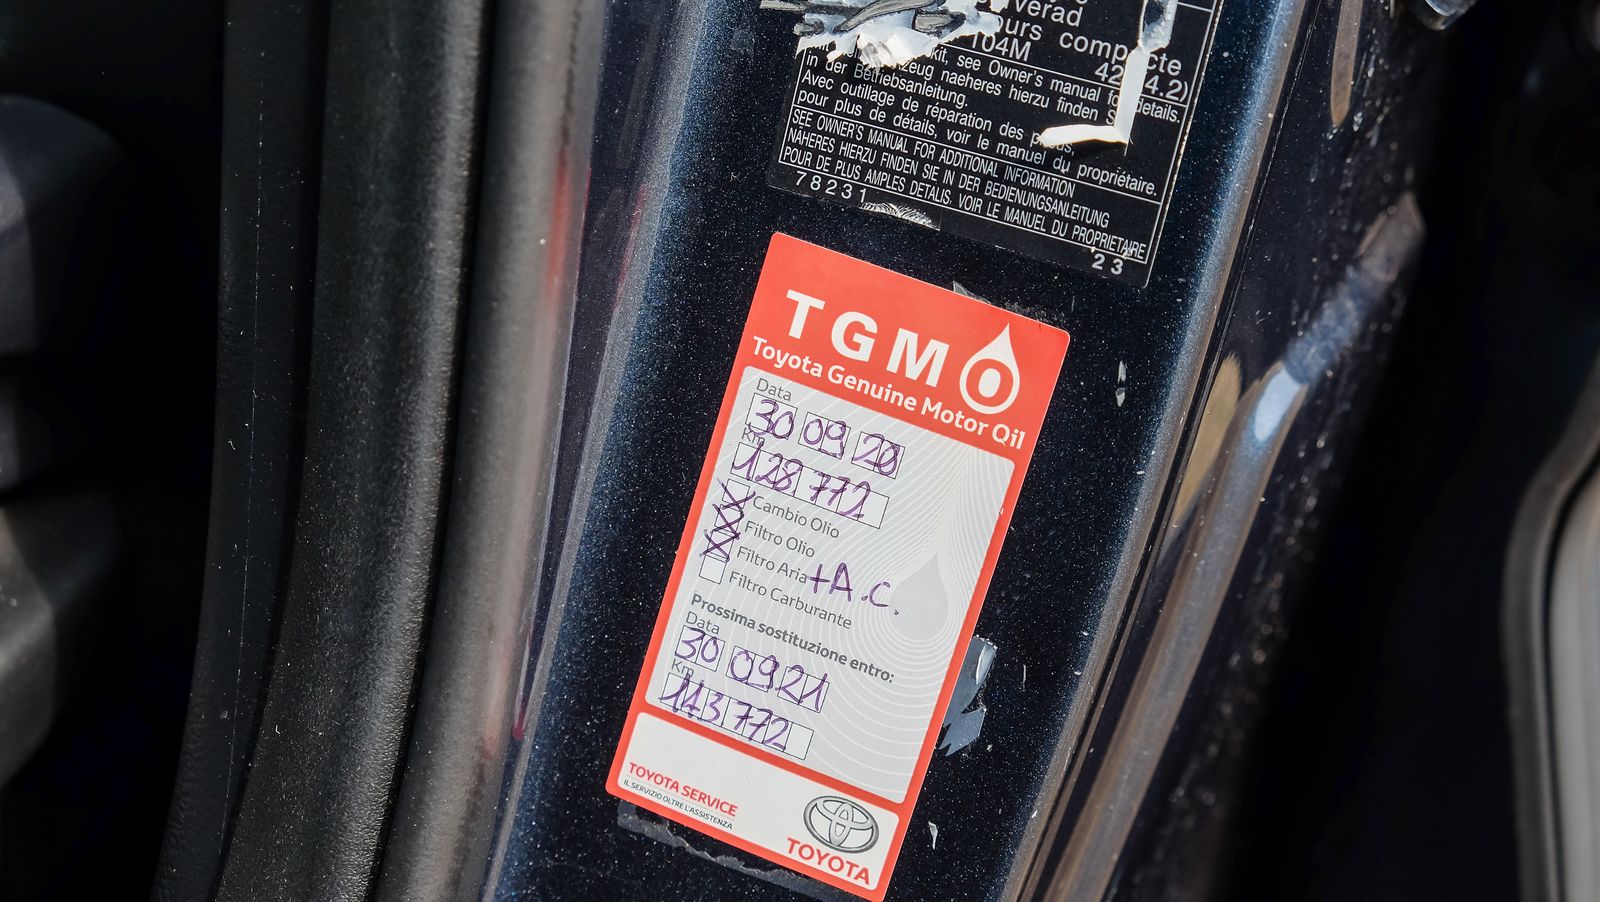 verad
ours compacte
T104M 42 (4.2)
kit, see Owner's manual for details.
zeug naeheres hierzu finden S
in der Betriebsanleitung.
Avec outillage de réparation des
pour plus de détails, voir le manuel du propriétaire.
SEE OWNER'S MANUAL FOR ADDITIONAL INFORMATION
NÄHERES HIERZU FINDEN SIE IN DER BEDIENUNGSANLEITUNG
POUR DE PLUS AMPLES DETAILS. VOIR LE MANUEL DU PROPRIETAIRE
78231
23
TGMO
Toyota Genuine Motor Oil
Data
30 09 20
Km
128 772
Cambio Olio
Filtro Olio
Filtro Aria +A.C.
Filtro Carburante
Prossima sostituzione entro:
Data
30 09 21
Km
143 772
TOYOTA SERVICE
IL SERVIZIO OLTRE L'ASSISTENZA
TOYOTA